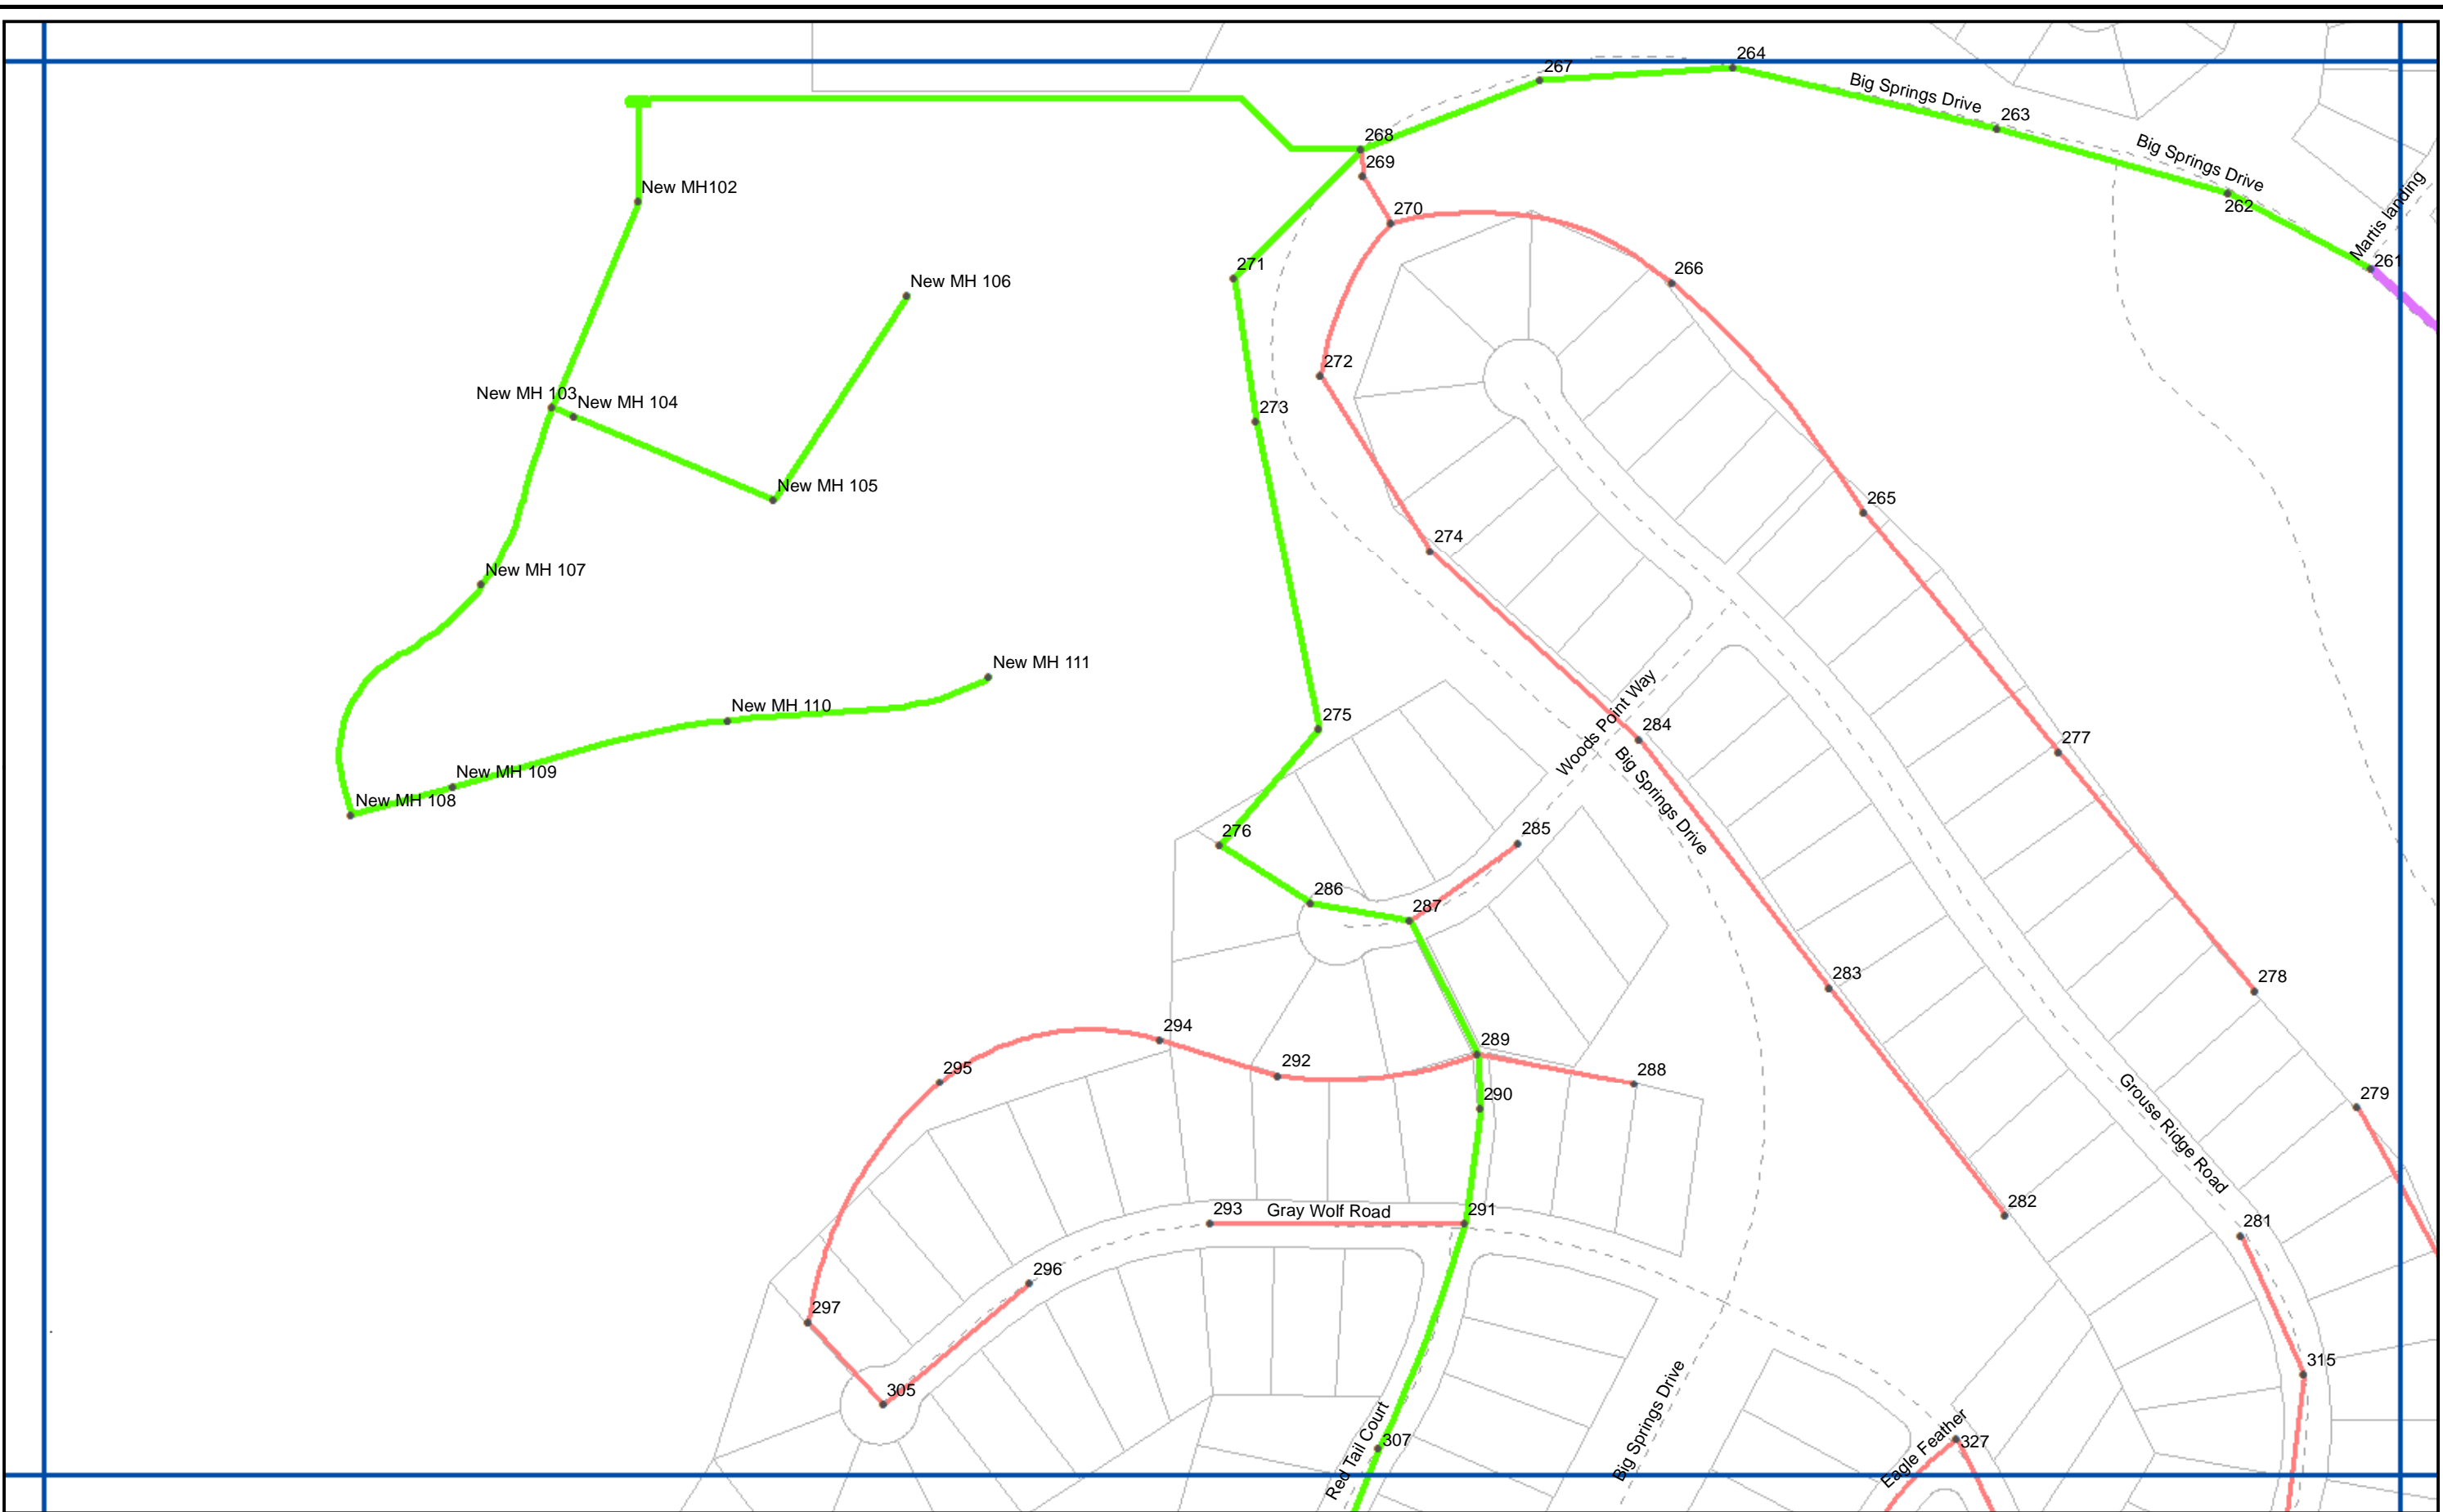 264
267
Big Springs Drive
263
268
Big Springs Drive
269
New MH102
262
Martis landing
270
261
271
266
New MH 106
272
New MH 103
New MH 104
273
New MH 105
265
274
New MH 107
New MH 111
New MH 110
275
Woods Point Way
284
277
New MH 109
New MH 108
Big Springs Drive
276
285
286
287
283
278
294
289
295
292
288
290
279
Grouse Ridge Road
293
Gray Wolf Road
291
282
281
296
297
315
305
Big Springs Drive
307
Red Tail Court
Eagle Feather
327